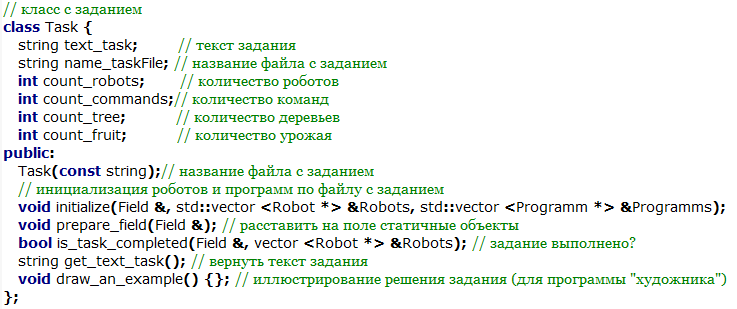 // класс с заданием
class Task {
string text_task; // текст задания
string name_taskFile; // название файла с заданием
int count_robots; // количество роботов
int count_commands;// количество команд
int count_tree; // количество деревьев
int count_fruit; // количество урожая
public:
Task(const string);// название файла с заданием
// инициализация роботов и программ по файлу с заданием
void initialize(Field &, std::vector <Robot *> &Robots, std::vector <Programm *> &Programms);
void prepare_field(Field &); // расставить на поле статичные объекты
bool is_task_completed(Field &, vector <Robot *> &Robots); // задание выполнено?
string get_text_task(); // вернуть текст задания
void draw_an_example() {}; // иллюстрирование решения задания (для программы "художника")
};